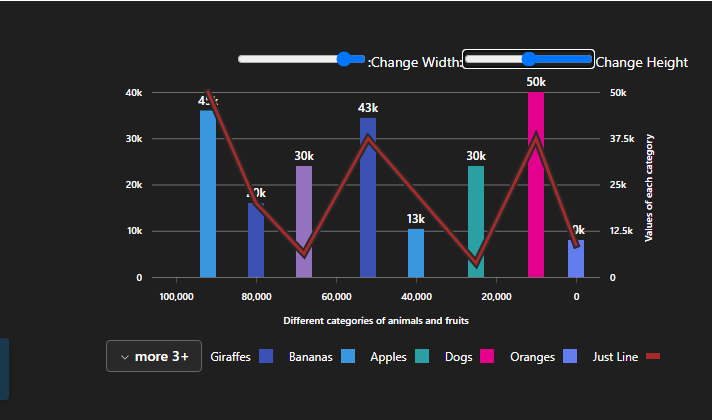 :Change Width: Change Height
50k
40k 45k 43k 50k
30k 30k 30k 37.5k
20k 25k
10k 13k 12.5k
0 0
100,000 80,000 60,000 40,000 20,000 0
Values of each category
Different categories of animals and fruits
more 3+ Giraffes Bananas Apples Dogs Oranges Just Line